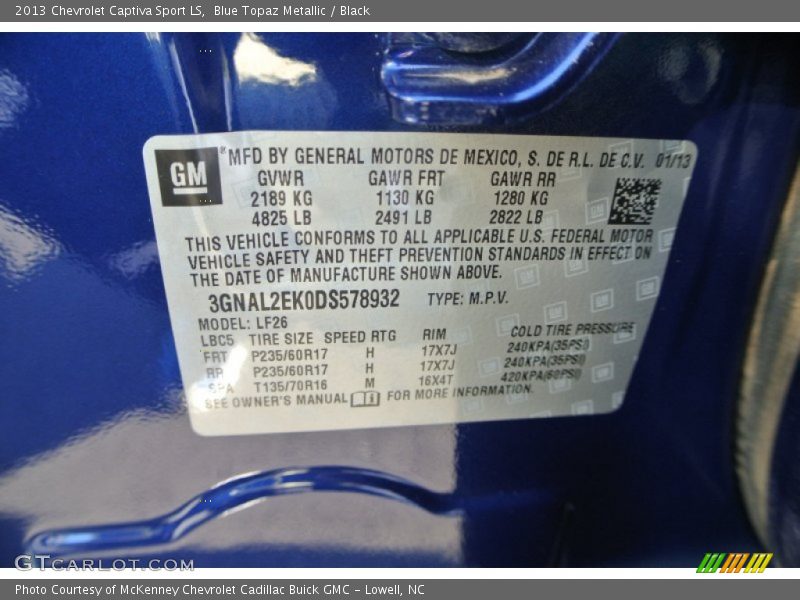 2013 Chevrolet Captiva Sport LS, Blue Topaz Metallic / Black
GM
*MFD BY GENERAL MOTORS DE MEXICO, S. DE R.L. DE C.V. 01/13
GVWR GAWR FRT GAWR RR
2189 KG 1130 KG 1280 KG
4825 LB 2491 LB 2822 LB
THIS VEHICLE CONFORMS TO ALL APPLICABLE U.S. FEDERAL MOTOR
VEHICLE SAFETY AND THEFT PREVENTION STANDARDS IN EFFECT ON
THE DATE OF MANUFACTURE SHOWN ABOVE.
3GNAL2EK0DS578932 TYPE: M.P.V.
MODEL: LF26
LBC5 TIRE SIZE SPEED RTG RIM COLD TIRE PRESSURE
FRT P235/60R17 H 17X7J 240KPA(35PSI)
RR P235/60R17 H 17X7J 240KPA(35PSI)
SPA T135/70R16 M 16X4T 420KPA(60PSI)
SEE OWNER'S MANUAL FOR MORE INFORMATION.
GTCARLOT.COM
Photo Courtesy of McKenney Chevrolet Cadillac Buick GMC - Lowell, NC